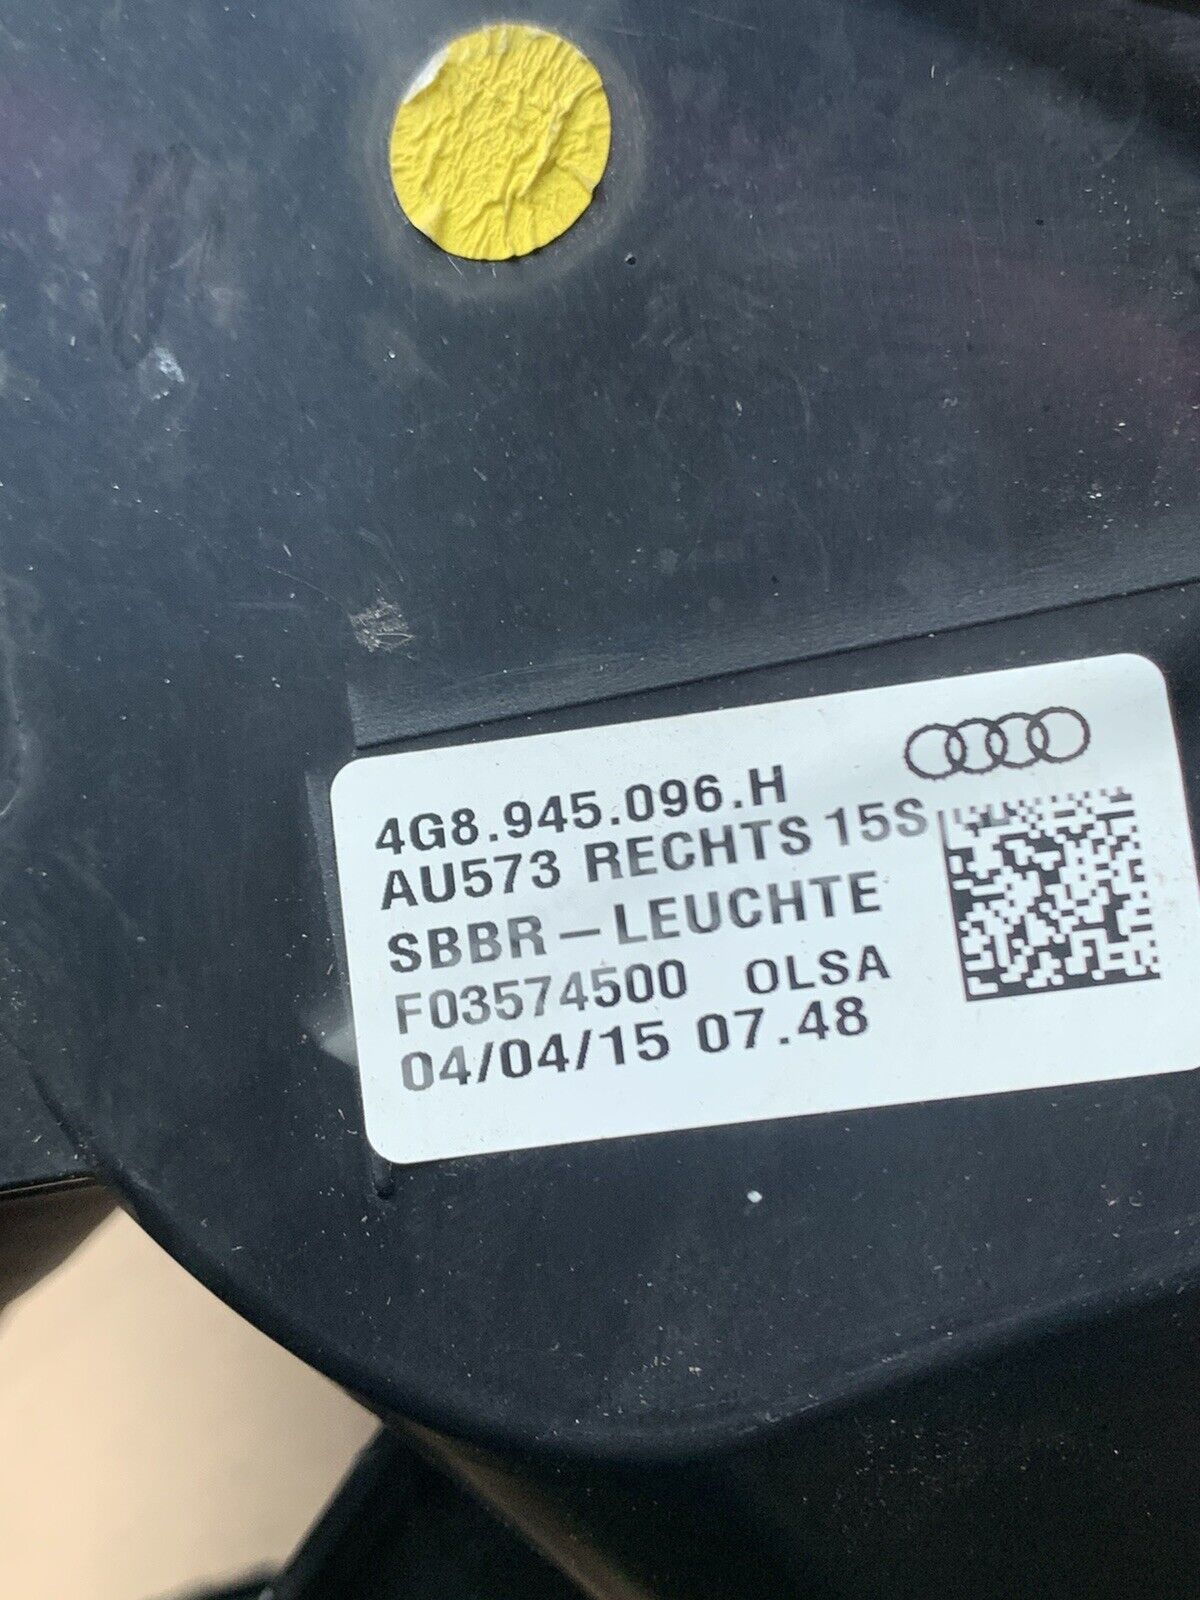 4G8.945.096.H
AU573 RECHTS 15S
SBBR-LEUCHTE
F03574500 OLSA
04/04/15 07.48